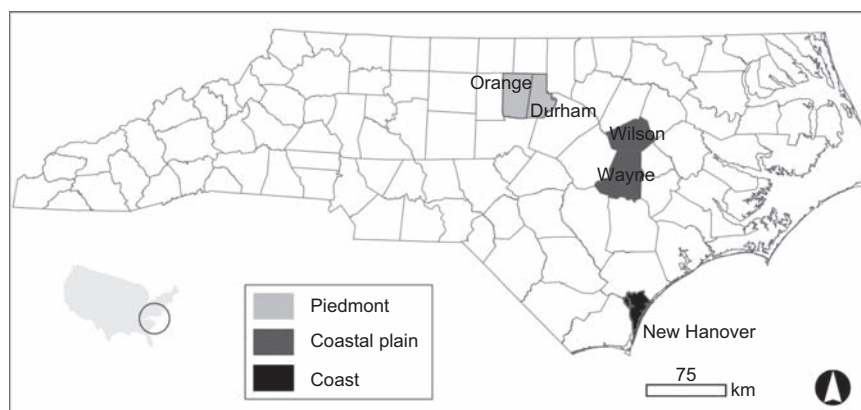 Orange
Durham
Wilson
Wayne
New Hanover
Piedmont
Coastal plain
Coast
75
km